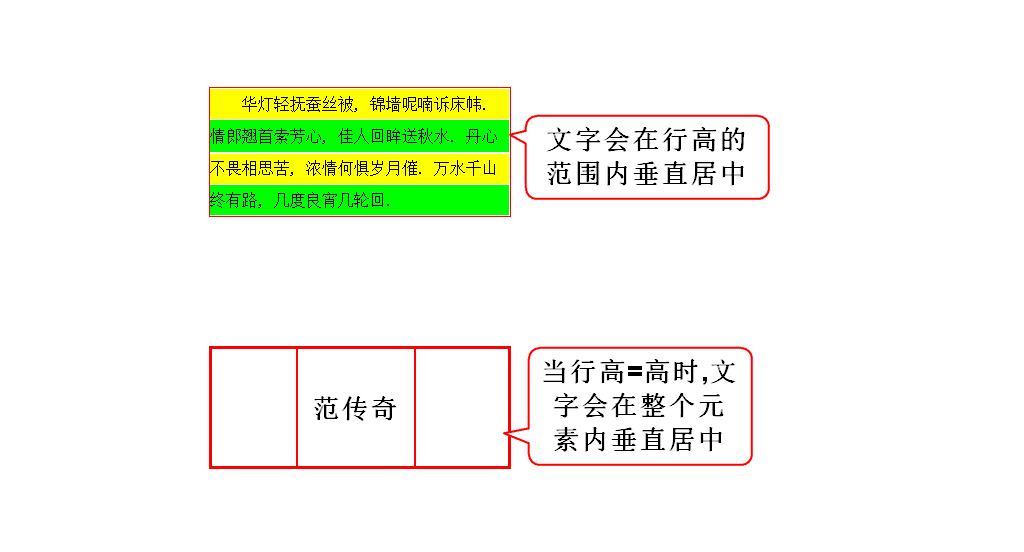 华灯轻抚蚕丝被, 锦墙呢喃诉床帏.
情郎翘首索芳心, 佳人回眸送秋水. 丹心
不畏相思苦, 浓情何惧岁月催. 万水千山
终有路, 几度良宵几轮回.
文字会在行高的
范围内垂直居中
范传奇
当行高=高时,文
字会在整个元
素内垂直居中